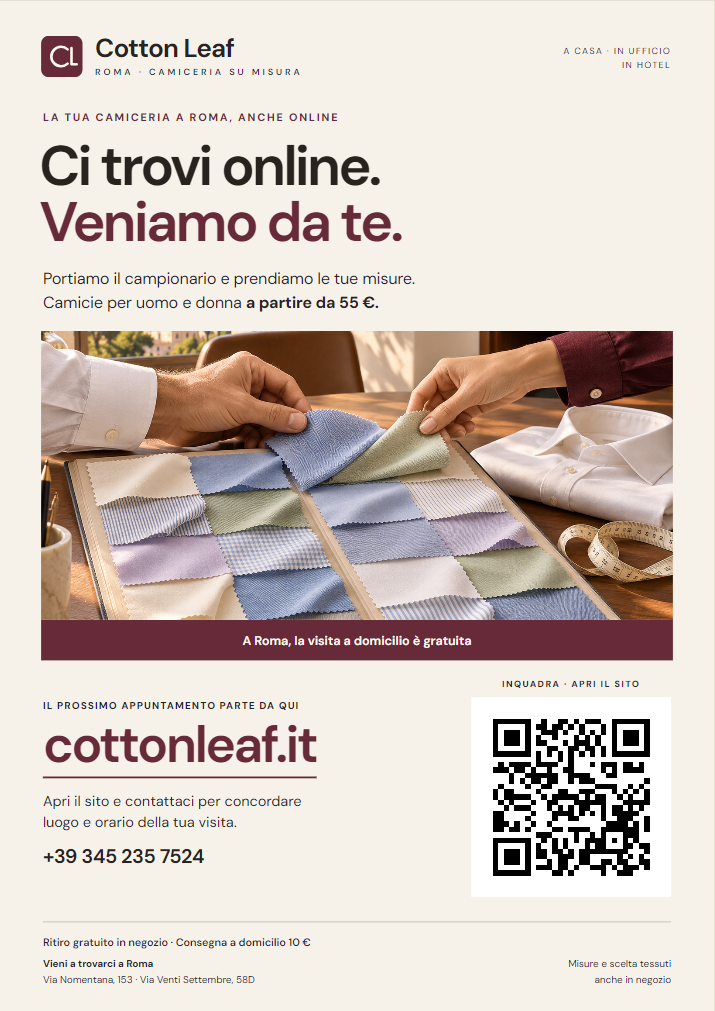 CL
Cotton Leaf
ROMA · CAMICERIA SU MISURA
A CASA · IN UFFICIO
IN HOTEL
LA TUA CAMICERIA A ROMA, ANCHE ONLINE
Ci trovi online.
Veniamo da te.
Portiamo il campionario e prendiamo le tue misure.
Camicie per uomo e donna a partire da 55 €.
A Roma, la visita a domicilio è gratuita
INQUADRA · APRI IL SITO
IL PROSSIMO APPUNTAMENTO PARTE DA QUI
cottonleaf.it
Apri il sito e contattaci per concordare
luogo e orario della tua visita.
+39 345 235 7524
Ritiro gratuito in negozio · Consegna a domicilio 10 €
Vieni a trovarci a Roma
Via Nomentana, 153 · Via Venti Settembre, 58D
Misure e scelta tessuti
anche in negozio